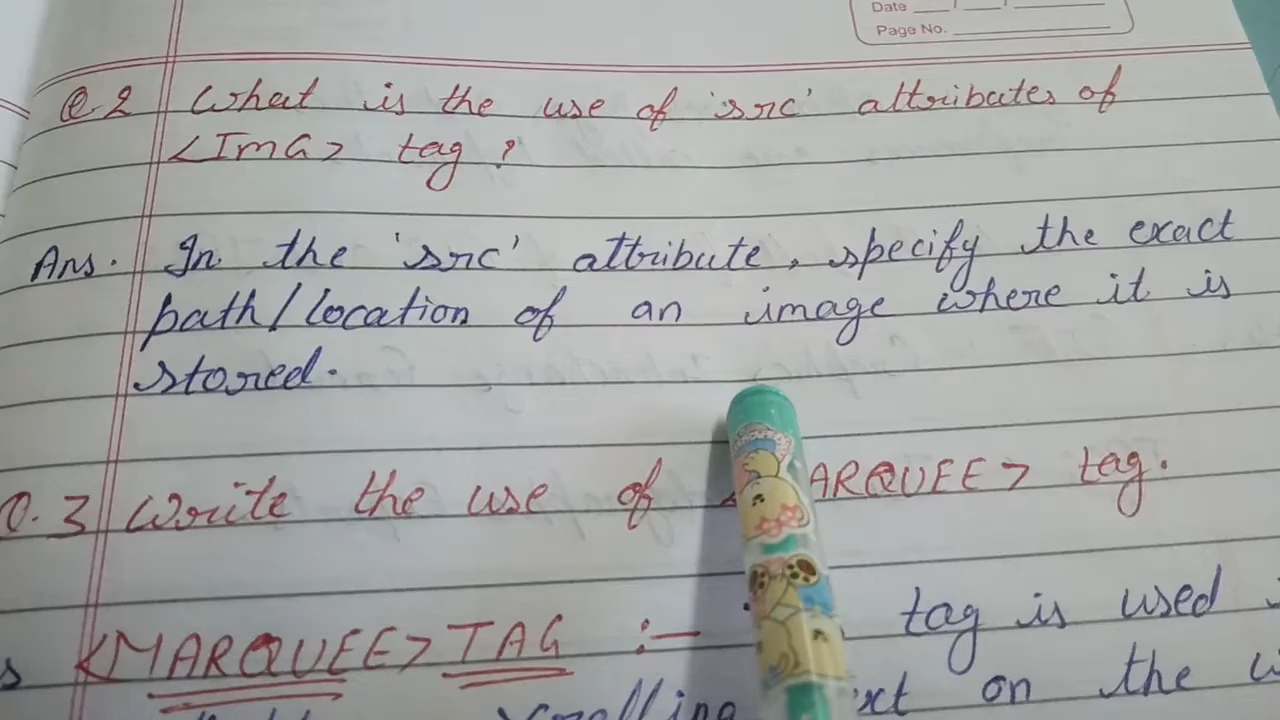 Date
Page No.
Q.2 What is the use of 'src' attributes of
<ImG> tag?
Ans. In the 'src' attribute, specify the exact
path/location of an image where it is
stored.
Q.3 Write the use of ARQUEE> tag.
<MARQUEE> TAG :- tag is used
scrolling on the